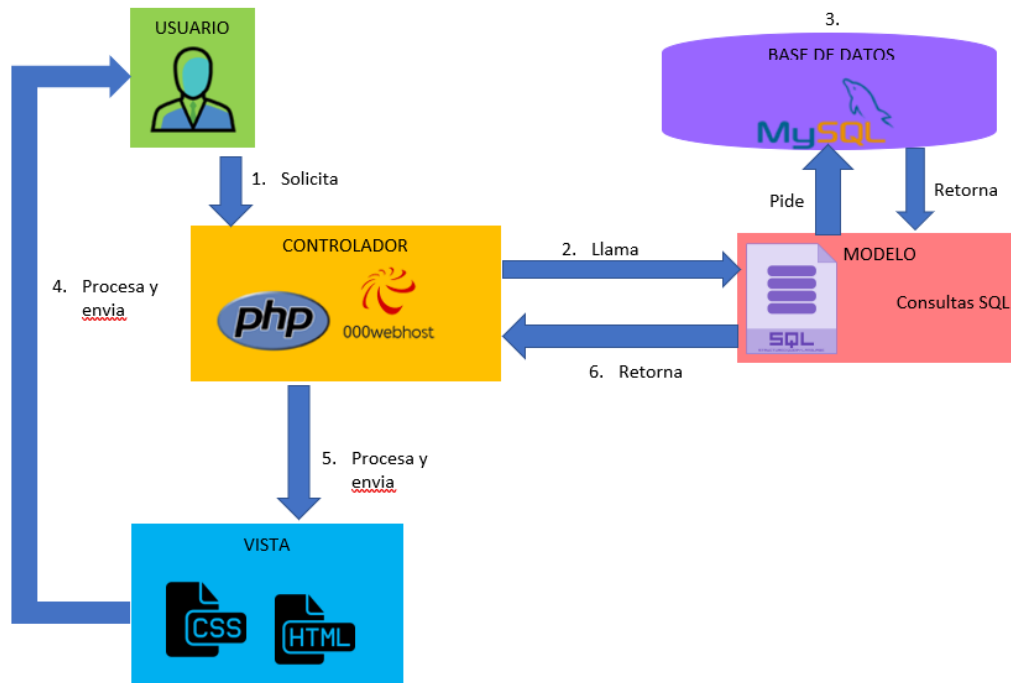 USUARIO
3.
BASE DE DATOS
MySQL
1. Solicita
Pide
Retorna
CONTROLADOR
php
000webhost
2. Llama
MODELO
Consultas SQL
SQL
4. Procesa y
envia
6. Retorna
5. Procesa y
envia
VISTA
CSS
HTML